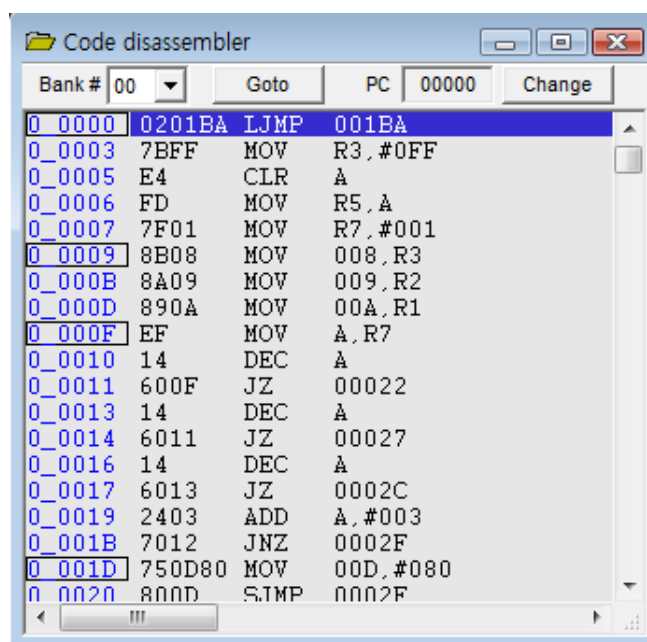 Code disassembler
Bank # 00 Goto PC 00000 Change
0_0000 0201BA LJMP 001BA
0_0003 7BFF MOV R3,#0FF
0_0005 E4 CLR A
0_0006 FD MOV R5,A
0_0007 7F01 MOV R7,#001
0_0009 8B08 MOV 008,R3
0_000B 8A09 MOV 009,R2
0_000D 890A MOV 00A,R1
0_000F EF MOV A,R7
0_0010 14 DEC A
0_0011 600F JZ 00022
0_0013 14 DEC A
0_0014 6011 JZ 00027
0_0016 14 DEC A
0_0017 6013 JZ 0002C
0_0019 2403 ADD A,#003
0_001B 7012 JNZ 0002F
0_001D 750D80 MOV 00D,#080
0_0020 800D SJMP 0002F